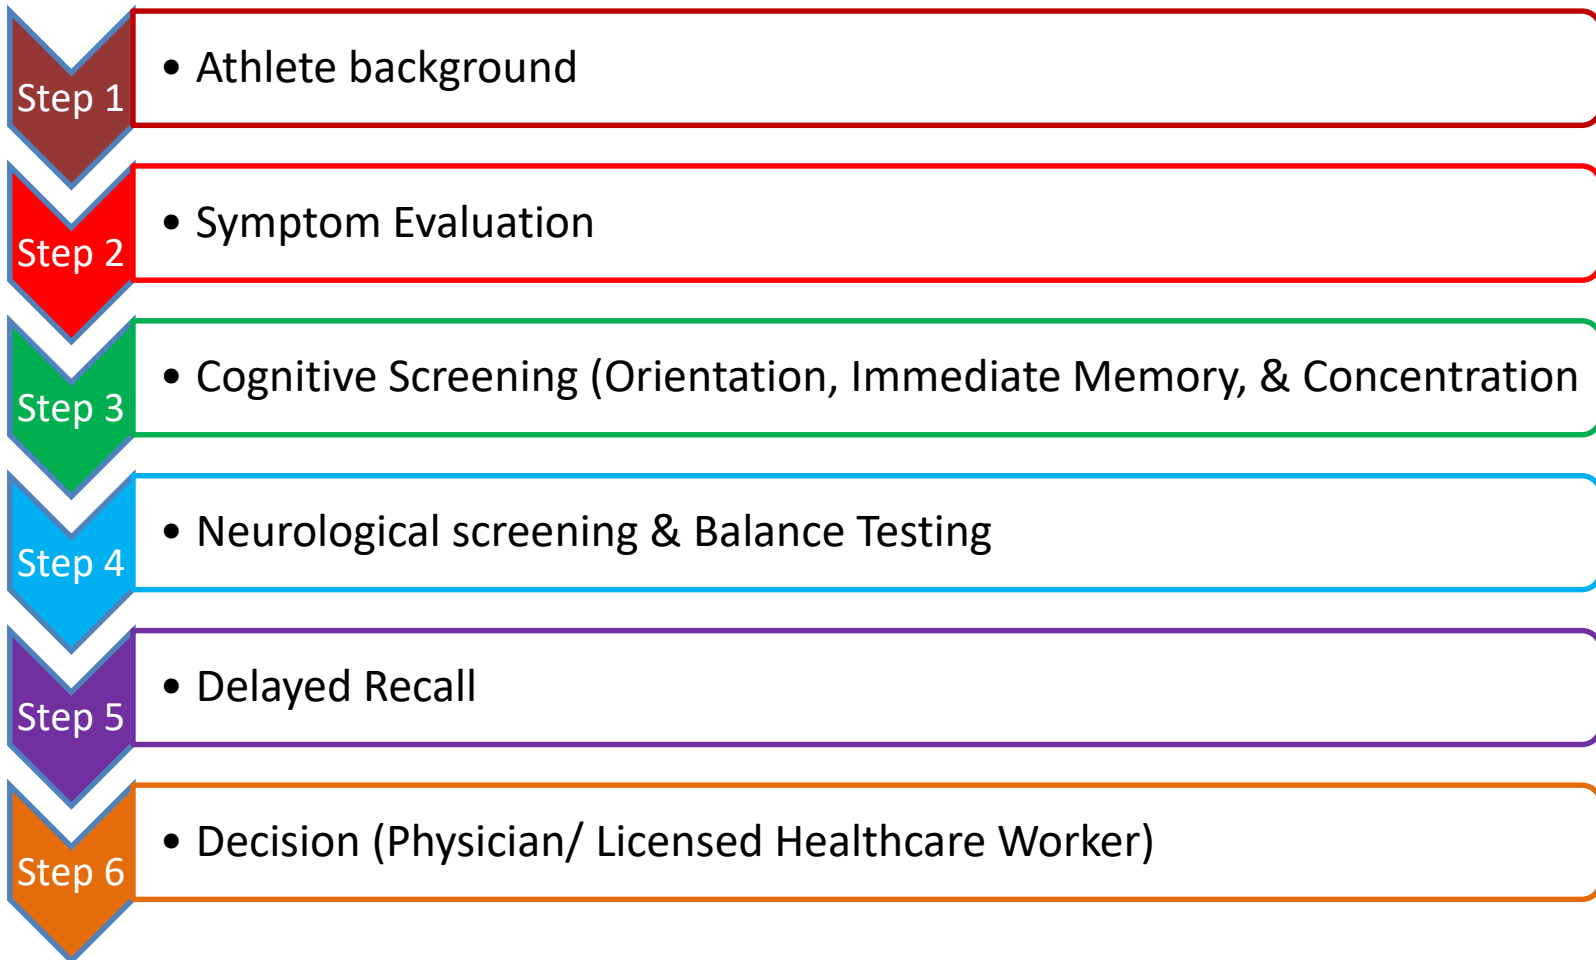 Step 1
• Athlete background
Step 2
• Symptom Evaluation
Step 3
• Cognitive Screening (Orientation, Immediate Memory, & Concentration
Step 4
• Neurological screening & Balance Testing
Step 5
• Delayed Recall
Step 6
• Decision (Physician/ Licensed Healthcare Worker)